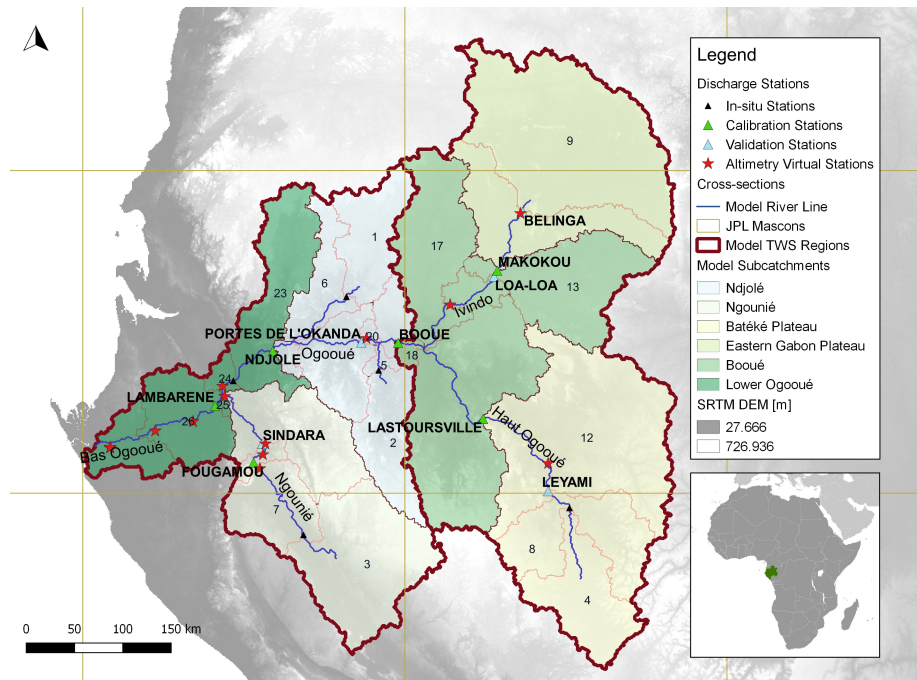 9
1
17
BELINGA
6
MAKOKOU
13
LOA-LOA
23
Ivindo
PORTES DE L'OKANDA
20
BOOUE
Ogooué
18
NDJOLE
5
24
LAMBARENE
25
26
LASTOURSVILLE
Haut Ogooué
12
SINDARA
2
Bas Ogooué
FOUGAMOU
LEYAMI
Ngounié
7
8
3
4
0 50 100 150 km
Legend
Discharge Stations
In-situ Stations
Calibration Stations
Validation Stations
Altimetry Virtual Stations
Cross-sections
Model River Line
JPL Mascons
Model TWS Regions
Model Subcatchments
Ndjolé
Ngounié
Batéké Plateau
Eastern Gabon Plateau
Booué
Lower Ogooué
SRTM DEM [m]
27.666
726.936